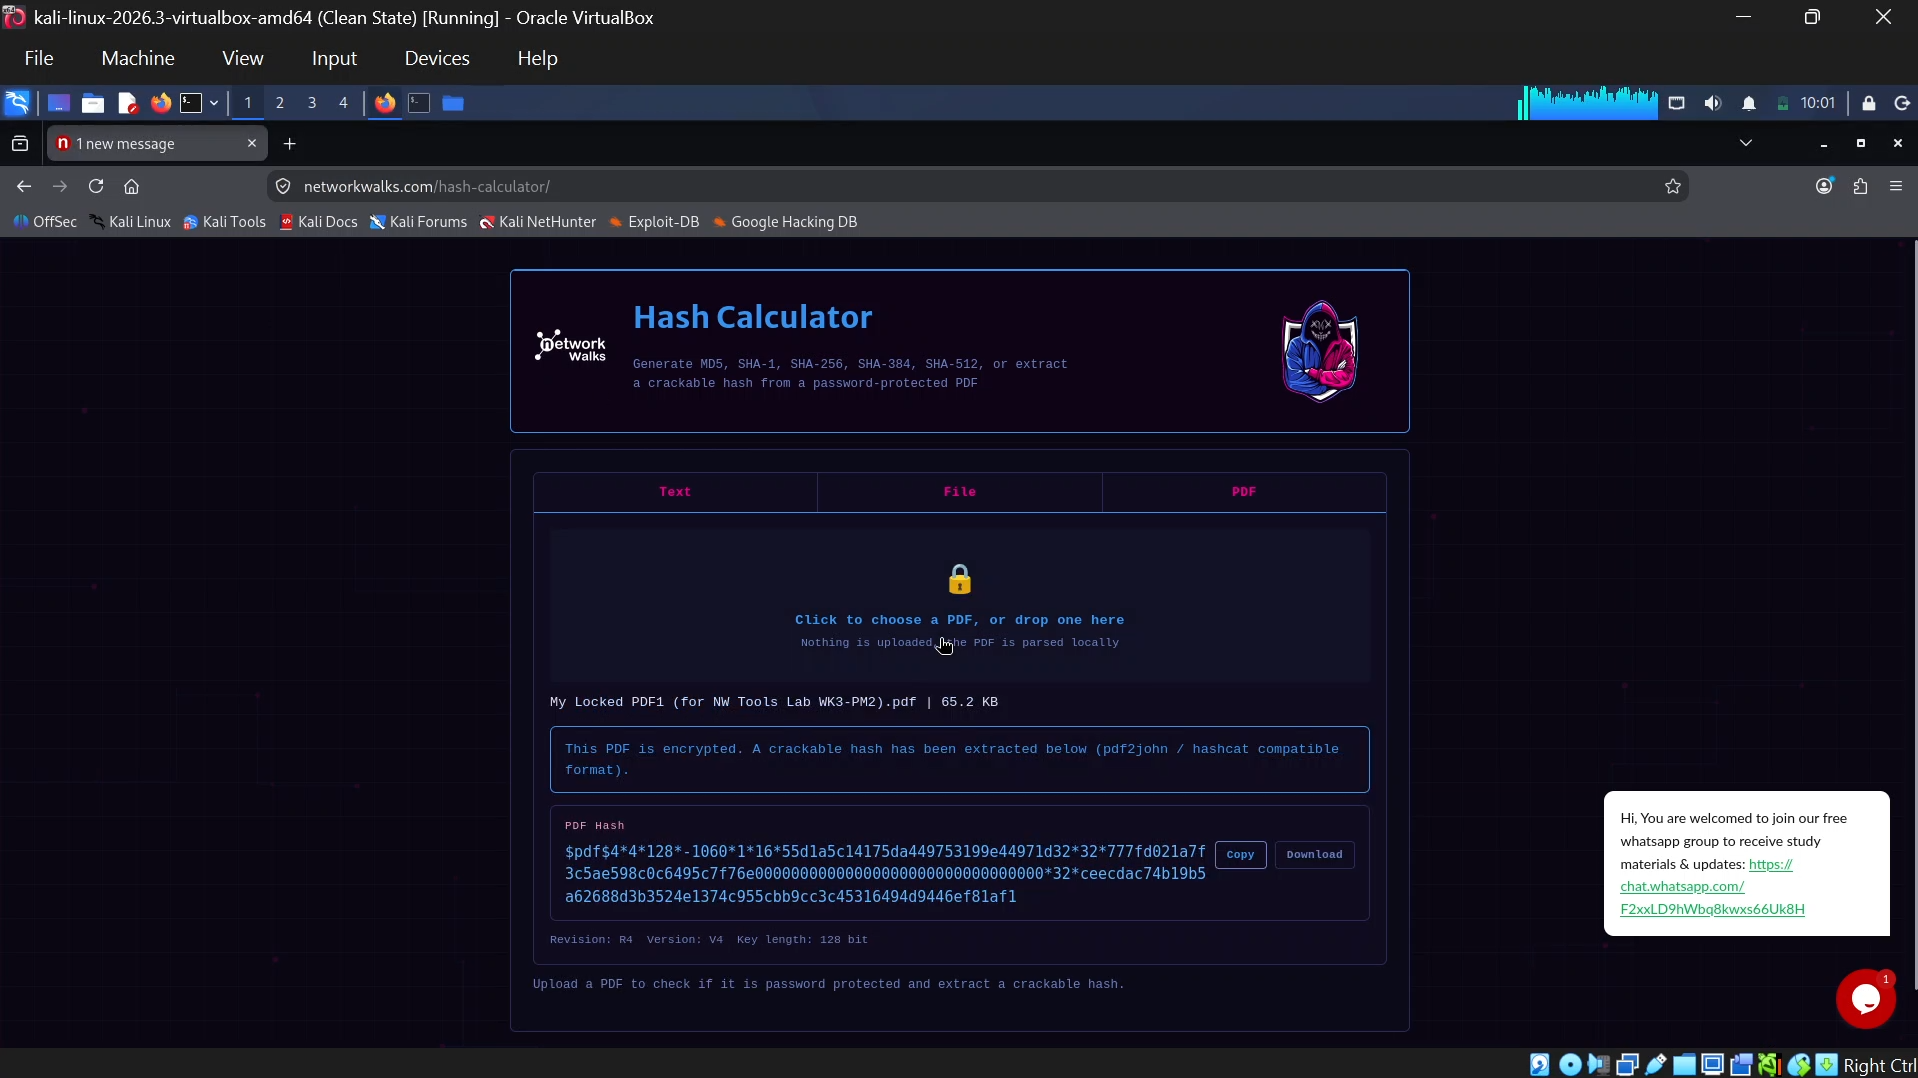 kali-linux-2026.3-virtualbox-amd64 (Clean State) [Running] - Oracle VirtualBox
File Machine View Input Devices Help
1 2 3 4 10:01
1 new message
networkwalks.com/hash-calculator/
OffSec Kali Linux Kali Tools Kali Docs Kali Forums Kali NetHunter Exploit-DB Google Hacking DB
Hash Calculator
network
Walks
Generate MD5, SHA-1, SHA-256, SHA-384, SHA-512, or extract
a crackable hash from a password-protected PDF
Text File PDF
Click to choose a PDF, or drop one here
Nothing is uploaded, the PDF is parsed locally
My Locked PDF1 (for NW Tools Lab WK3-PM2).pdf | 65.2 KB
This PDF is encrypted. A crackable hash has been extracted below (pdf2john / hashcat compatible
format).
PDF Hash
$pdf$4*4*128*-1060*1*16*55d1a5c14175da449753199e44971d32*32*777fd021a7f
3c5ae598c0c6495c7f76e00000000000000000000000000000000*32*ceecdac74b19b5
a62688d3b3524e1374c955cbb9cc3c45316494d9446ef81af1
Copy Download
Revision: R4 Version: V4 Key length: 128 bit
Upload a PDF to check if it is password protected and extract a crackable hash.
Hi, You are welcomed to join our free
whatsapp group to receive study
materials & updates: https://
chat.whatsapp.com/
F2xxLD9hWbq8kwxs66Uk8H
1
Right Ctrl